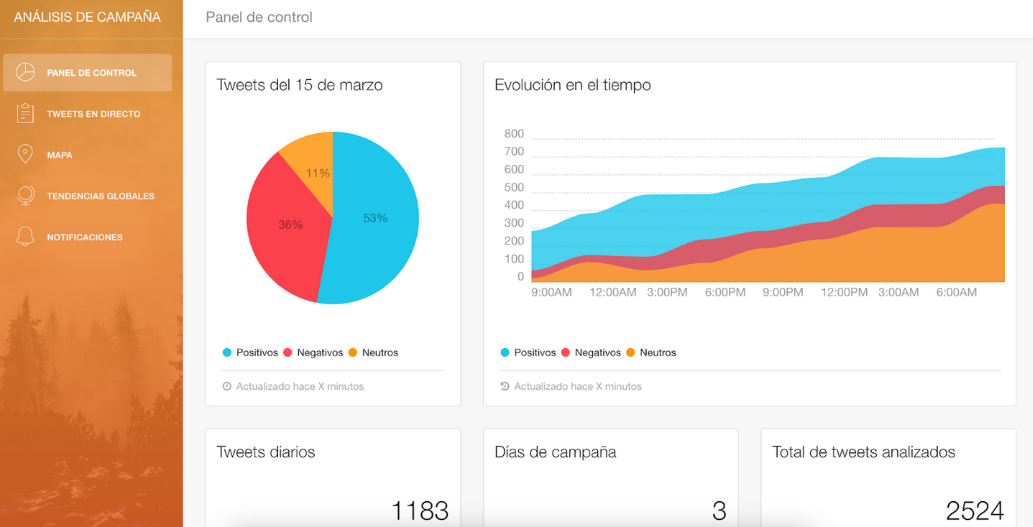 ANÁLISIS DE CAMPAÑA
PANEL DE CONTROL
TWEETS EN DIRECTO
MAPA
TENDENCIAS GLOBALES
NOTIFICACIONES
Panel de control
Tweets del 15 de marzo
11%
36%
53%
Positivos Negativos Neutros
Actualizado hace X minutos
Evolución en el tiempo
800
700
600
500
400
300
200
100
0
9:00AM 12:00AM 3:00PM 6:00PM 9:00PM 12:00PM 3:00AM 6:00AM
Positivos Negativos Neutros
Actualizado hace X minutos
Tweets diarios
1183
Días de campaña
3
Total de tweets analizados
2524